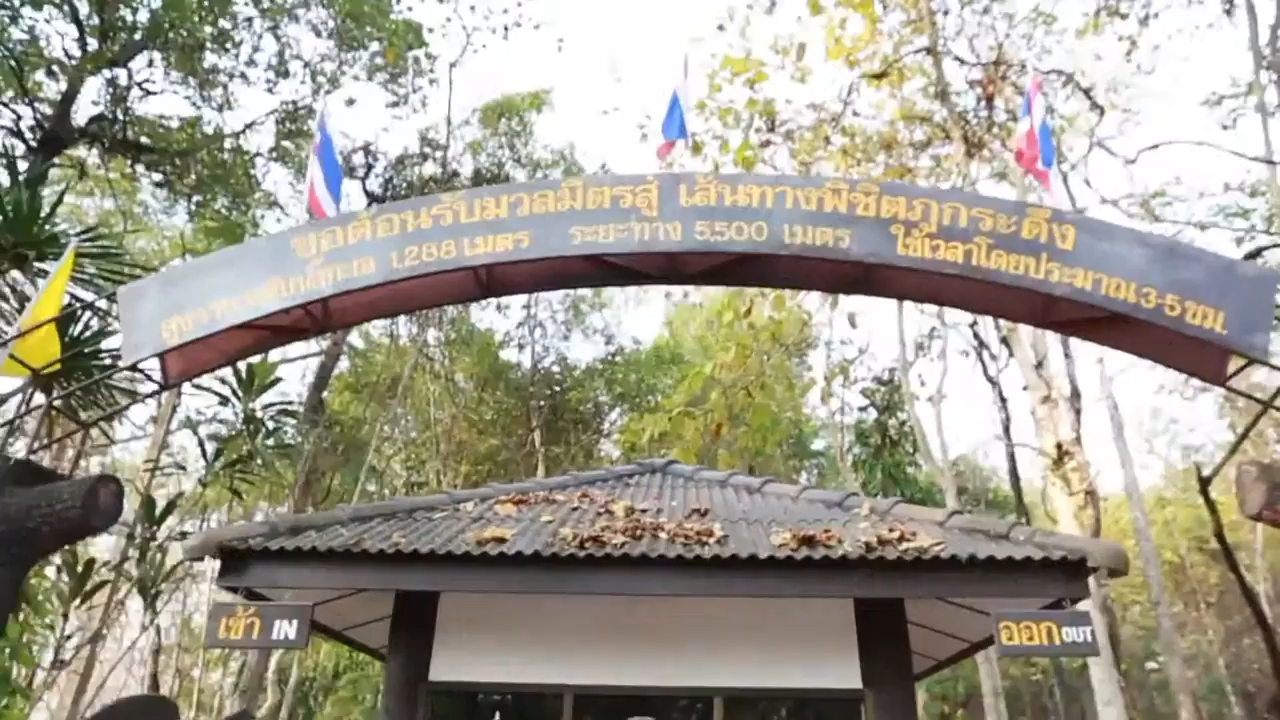 ขอต้อนรับมวลมิตรสู่ เส้นทางพิชิตภูกระดึง
1,288 เมตร ระยะทาง 5,500 เมตร ใช้เวลาโดยประมาณ 3-5 ชม.
เข้า IN
ออก OUT